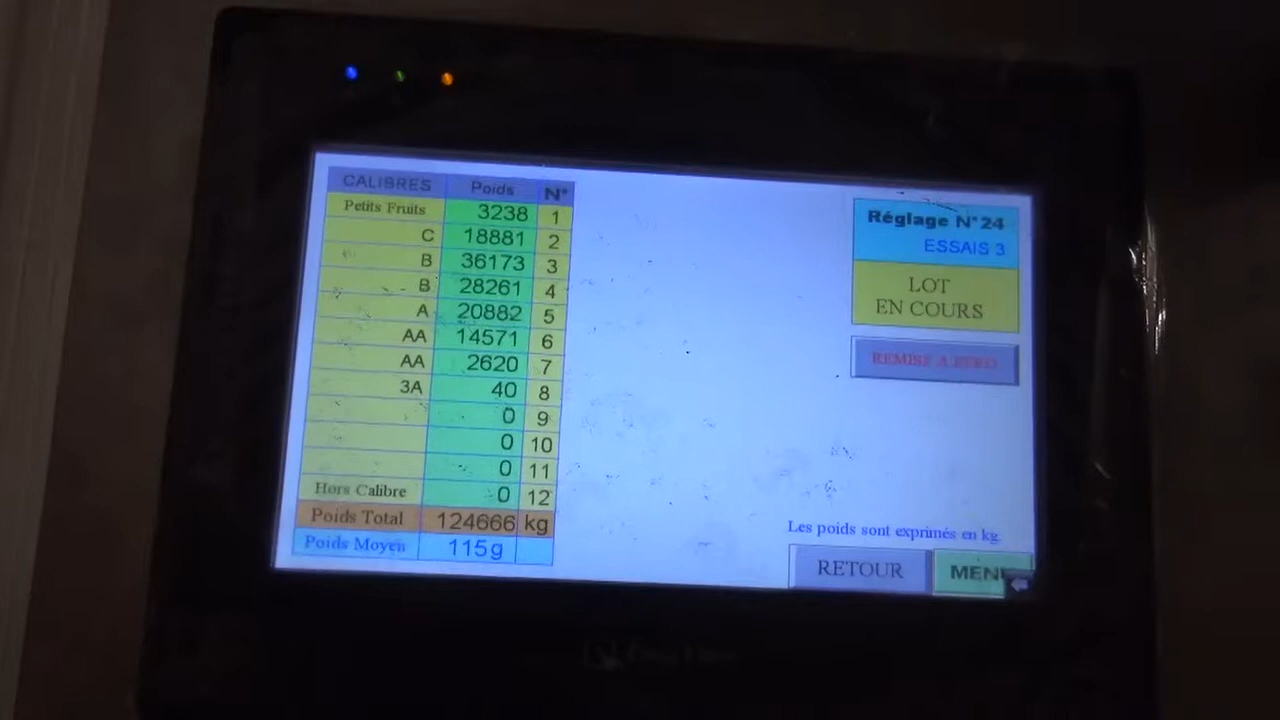 CALIBRES Poids N°
Petits Fruits 3238 1
C 18881 2
B 36173 3
B 28261 4
A 20882 5
AA 14571 6
AA 2620 7
3A 40 8
0 9
0 10
0 11
Hors Calibre 0 12
Poids Total 124666 kg
Poids Moyen 115g
Réglage N°24
ESSAIS 3
LOT
EN COURS
REMISE A ZERO
Les poids sont exprimés en kg.
RETOUR
MENU